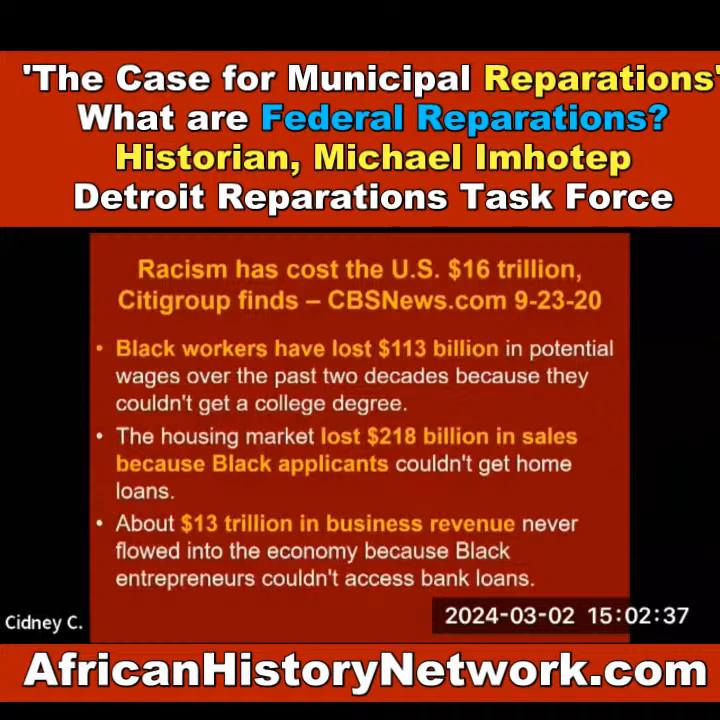 'The Case for Municipal Reparations'
What are Federal Reparations?
Historian, Michael Imhotep
Detroit Reparations Task Force
Racism has cost the U.S. $16 trillion,
Citigroup finds – CBSNews.com 9-23-20
• Black workers have lost $113 billion in potential
wages over the past two decades because they
couldn't get a college degree.
• The housing market lost $218 billion in sales
because Black applicants couldn't get home
loans.
• About $13 trillion in business revenue never
flowed into the economy because Black
entrepreneurs couldn't access bank loans.
Cidney C.
2024-03-02 15:02:37
AfricanHistoryNetwork.com